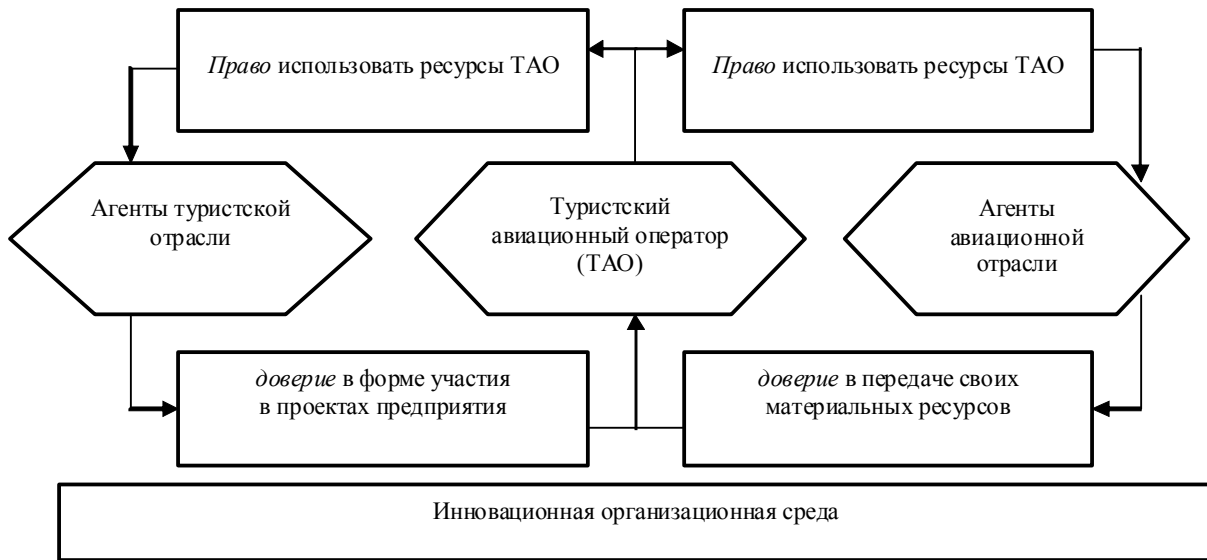 Право использовать ресурсы ТАО
Право использовать ресурсы ТАО
Агенты туристской
отрасли
Туристский
авиационный оператор
(ТАО)
Агенты
авиационной
отрасли
доверие в форме участия
в проектах предприятия
доверие в передаче своих
материальных ресурсов
Инновационная организационная среда